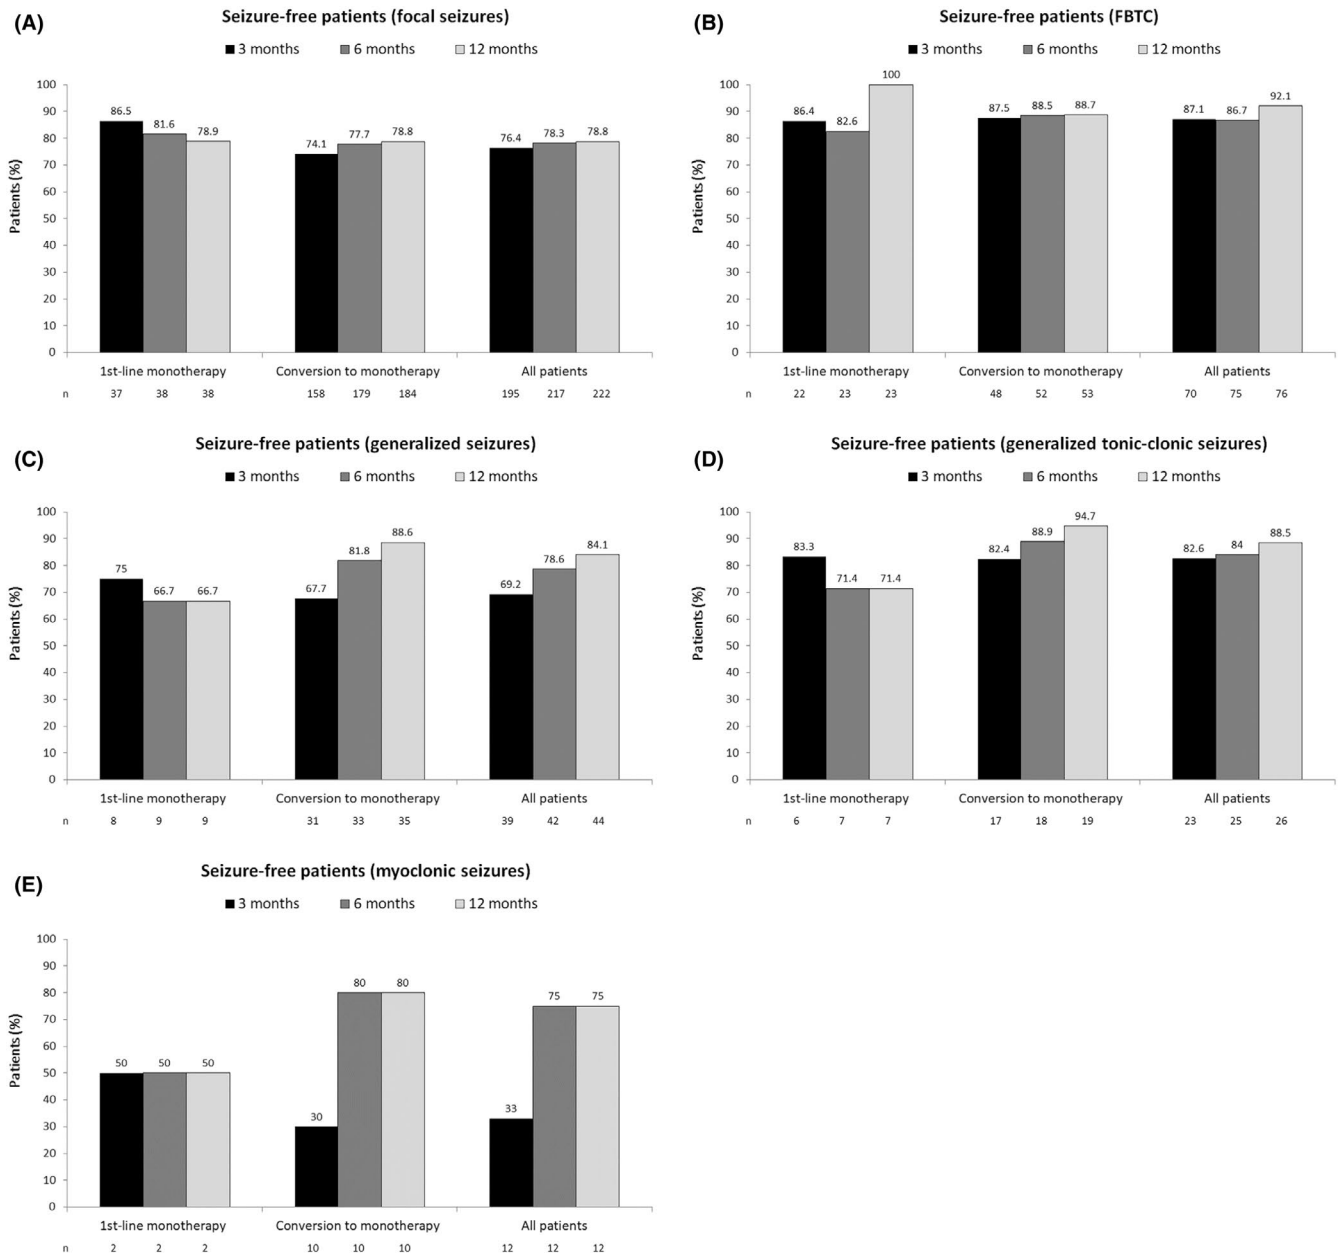 (A)
Seizure-free patients (focal seizures)
3 months 6 months 12 months
Patients (%)
100
90
80
70
60
50
40
30
20
10
0
86.5 81.6 78.9
74.1 77.7 78.8
76.4 78.3 78.8
1st-line monotherapy Conversion to monotherapy All patients
n 37 38 38 158 179 184 195 217 222
(B)
Seizure-free patients (FBTC)
3 months 6 months 12 months
Patients (%)
100
90
80
70
60
50
40
30
20
10
0
86.4 82.6 100
87.5 88.5 88.7
87.1 86.7 92.1
1st-line monotherapy Conversion to monotherapy All patients
n 22 23 23 48 52 53 70 75 76
(C)
Seizure-free patients (generalized seizures)
3 months 6 months 12 months
Patients (%)
100
90
80
70
60
50
40
30
20
10
0
75 66.7 66.7
67.7 81.8 88.6
69.2 78.6 84.1
1st-line monotherapy Conversion to monotherapy All patients
n 8 9 9 31 33 35 39 42 44
(D)
Seizure-free patients (generalized tonic-clonic seizures)
3 months 6 months 12 months
Patients (%)
100
90
80
70
60
50
40
30
20
10
0
83.3 71.4 71.4
82.4 88.9 94.7
82.6 84 88.5
1st-line monotherapy Conversion to monotherapy All patients
n 6 7 7 17 18 19 23 25 26
(E)
Seizure-free patients (myoclonic seizures)
3 months 6 months 12 months
Patients (%)
100
90
80
70
60
50
40
30
20
10
0
50 50 50
30 80 80
33 75 75
1st-line monotherapy Conversion to monotherapy All patients
n 2 2 2 10 10 10 12 12 12